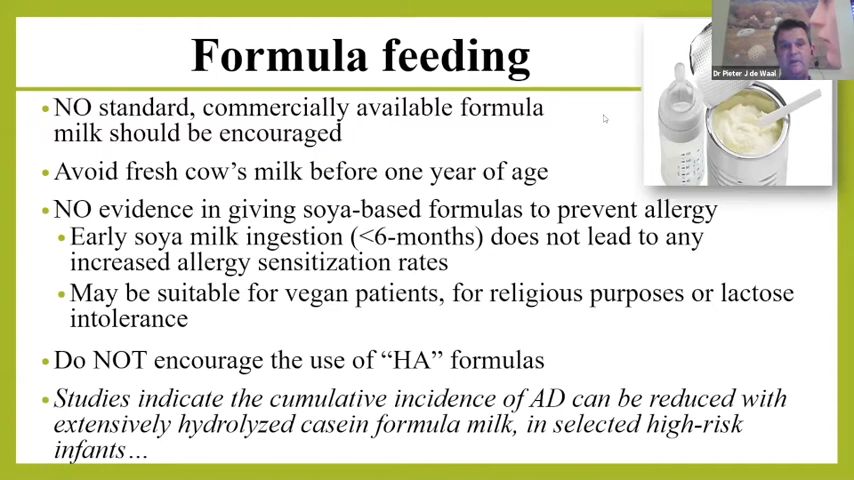 Formula feeding
Dr Pieter J de Waal
•NO standard, commercially available formula
milk should be encouraged
•Avoid fresh cow's milk before one year of age
•NO evidence in giving soya-based formulas to prevent allergy
•Early soya milk ingestion (<6-months) does not lead to any
increased allergy sensitization rates
•May be suitable for vegan patients, for religious purposes or lactose
intolerance
•Do NOT encourage the use of “HA” formulas
•Studies indicate the cumulative incidence of AD can be reduced with
extensively hydrolyzed casein formula milk, in selected high-risk
infants…